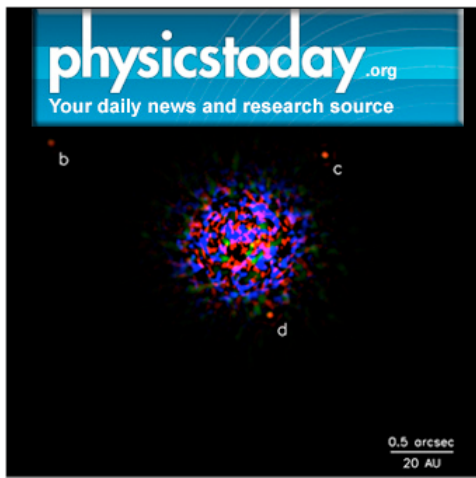 physicstoday.org
Your daily news and research source
b
c
d
0.5 arcsec
20 AU